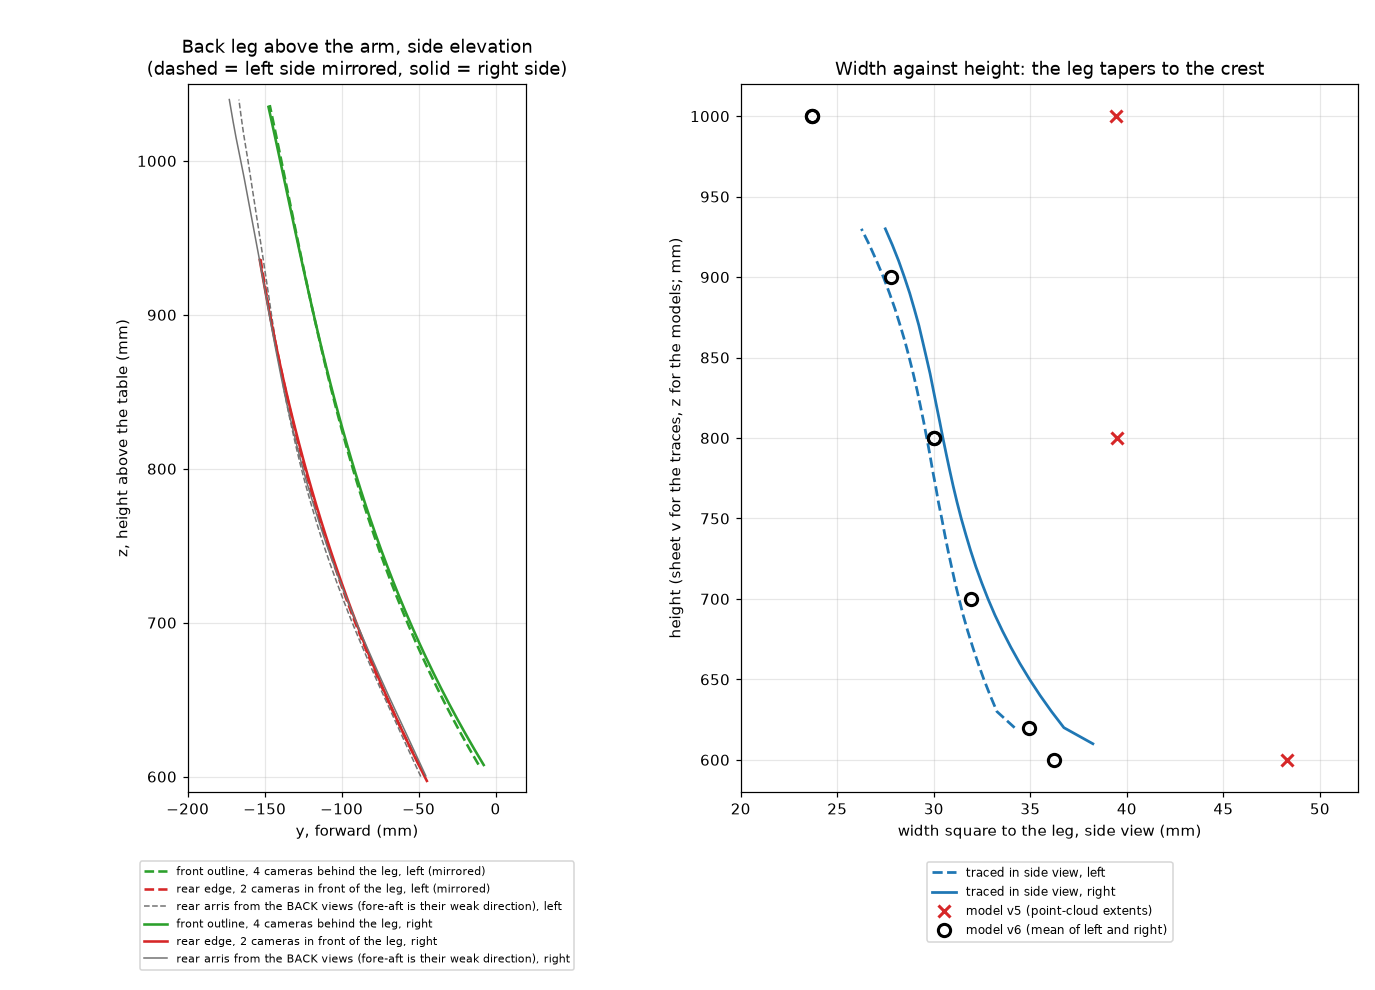 Back leg above the arm, side elevation
(dashed = left side mirrored, solid = right side)
z, height above the table (mm)
1000
900
800
700
600
−200
−150
−100
−50
0
y, forward (mm)
front outline, 4 cameras behind the leg, left (mirrored)
rear edge, 2 cameras in front of the leg, left (mirrored)
rear arris from the BACK views (fore-aft is their weak direction), left
front outline, 4 cameras behind the leg, right
rear edge, 2 cameras in front of the leg, right
rear arris from the BACK views (fore-aft is their weak direction), right
Width against height: the leg tapers to the crest
height (sheet v for the traces, z for the models; mm)
1000
950
900
850
800
750
700
650
600
20
25
30
35
40
45
50
width square to the leg, side view (mm)
traced in side view, left
traced in side view, right
model v5 (point-cloud extents)
model v6 (mean of left and right)